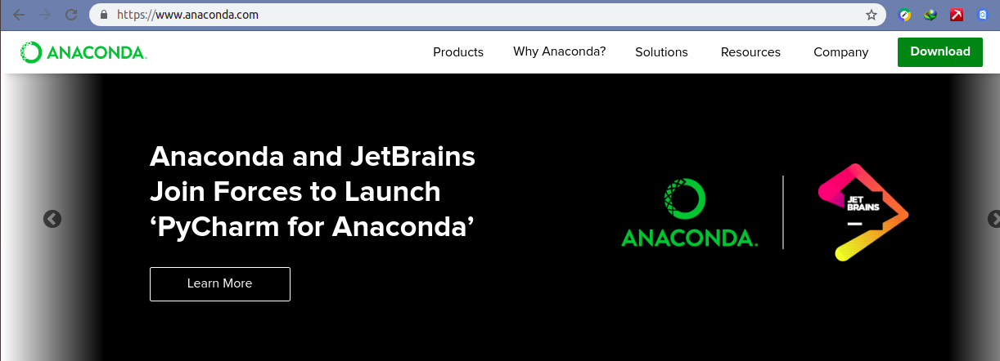 https://www.anaconda.com
ANACONDA.
Products Why Anaconda? Solutions Resources Company Download
Anaconda and JetBrains
Join Forces to Launch
‘PyCharm for Anaconda’
Learn More
ANACONDA.
JET
BRAINS